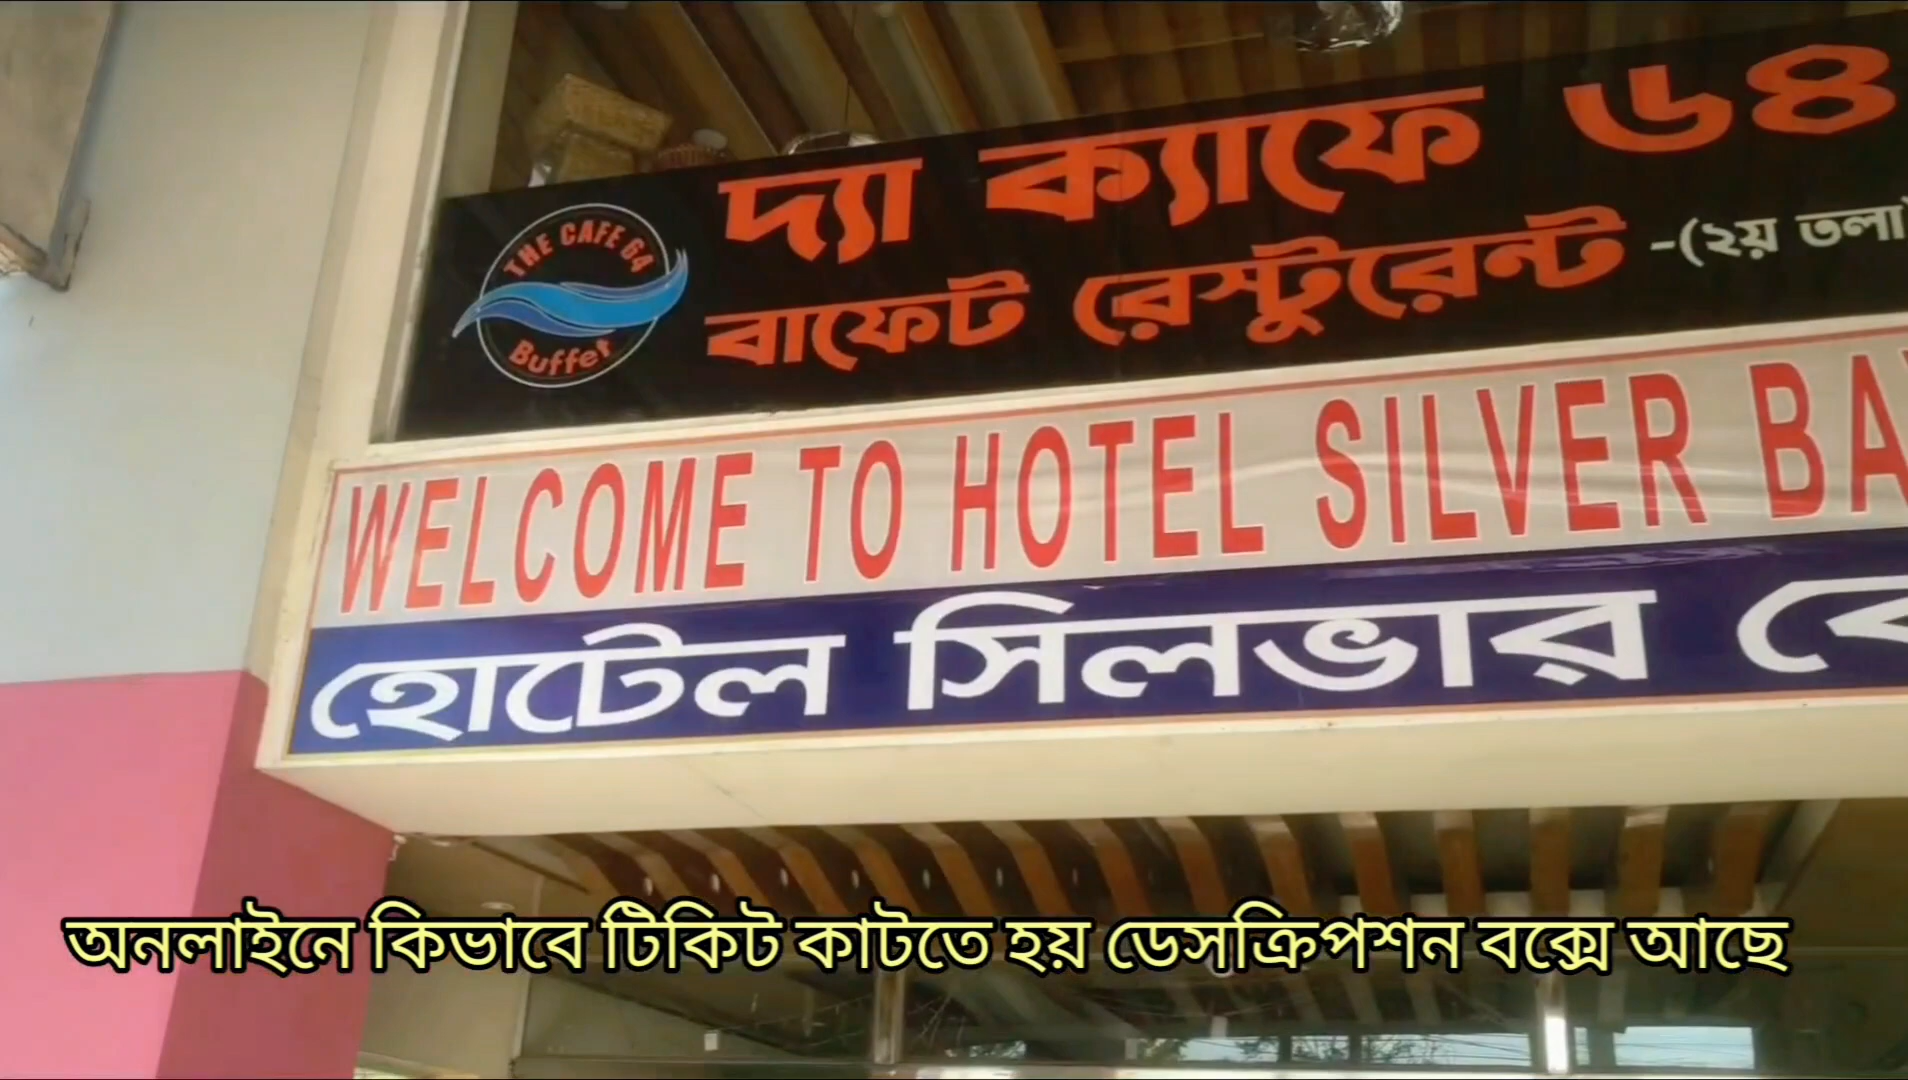 দ্যা ক্যাফে ৬৪
THE CAFE 64
Buffet
বাফেট রেস্টুরেন্ট -(২য় তলা)
WELCOME TO HOTEL SILVER
হোটেল সিলভার
অনলাইনে কিভাবে টিকিট কাটতে হয় ডেসক্রিপশন বক্সে আছে